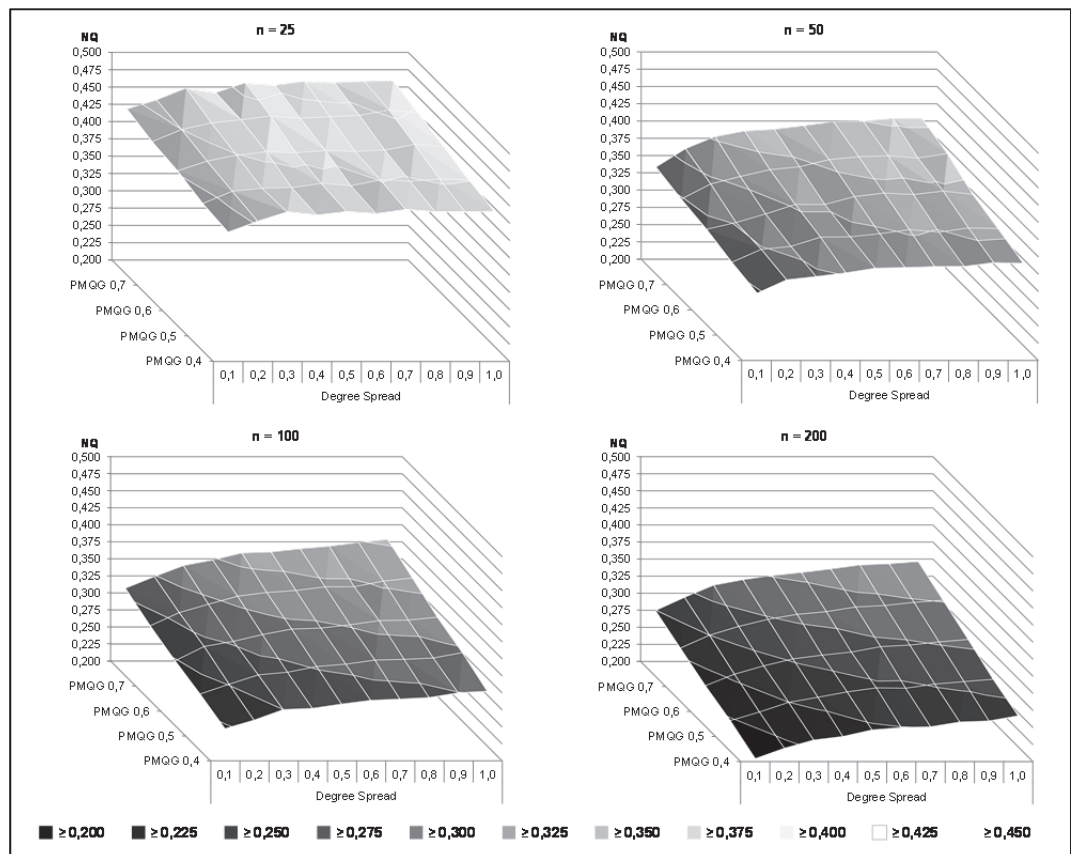 n = 25
NQ
0,500
0,475
0,450
0,425
0,400
0,375
0,350
0,325
0,300
0,275
0,250
0,225
0,200
PMQG 0,7
PMQG 0,6
PMQG 0,5
PMQG 0,4
0,1 0,2 0,3 0,4 0,5 0,6 0,7 0,8 0,9 1,0
Degree Spread
n = 50
NQ
0,500
0,475
0,450
0,425
0,400
0,375
0,350
0,325
0,300
0,275
0,250
0,225
0,200
PMQG 0,7
PMQG 0,6
PMQG 0,5
PMQG 0,4
0,1 0,2 0,3 0,4 0,5 0,6 0,7 0,8 0,9 1,0
Degree Spread
n = 100
NQ
0,500
0,475
0,450
0,425
0,400
0,375
0,350
0,325
0,300
0,275
0,250
0,225
0,200
PMQG 0,7
PMQG 0,6
PMQG 0,5
PMQG 0,4
0,1 0,2 0,3 0,4 0,5 0,6 0,7 0,8 0,9 1,0
Degree Spread
n = 200
NQ
0,500
0,475
0,450
0,425
0,400
0,375
0,350
0,325
0,300
0,275
0,250
0,225
0,200
PMQG 0,7
PMQG 0,6
PMQG 0,5
PMQG 0,4
0,1 0,2 0,3 0,4 0,5 0,6 0,7 0,8 0,9 1,0
Degree Spread
≥ 0,200 ≥ 0,225 ≥ 0,250 ≥ 0,275 ≥ 0,300 ≥ 0,325 ≥ 0,350 ≥ 0,375 ≥ 0,400 ≥ 0,425 ≥ 0,450